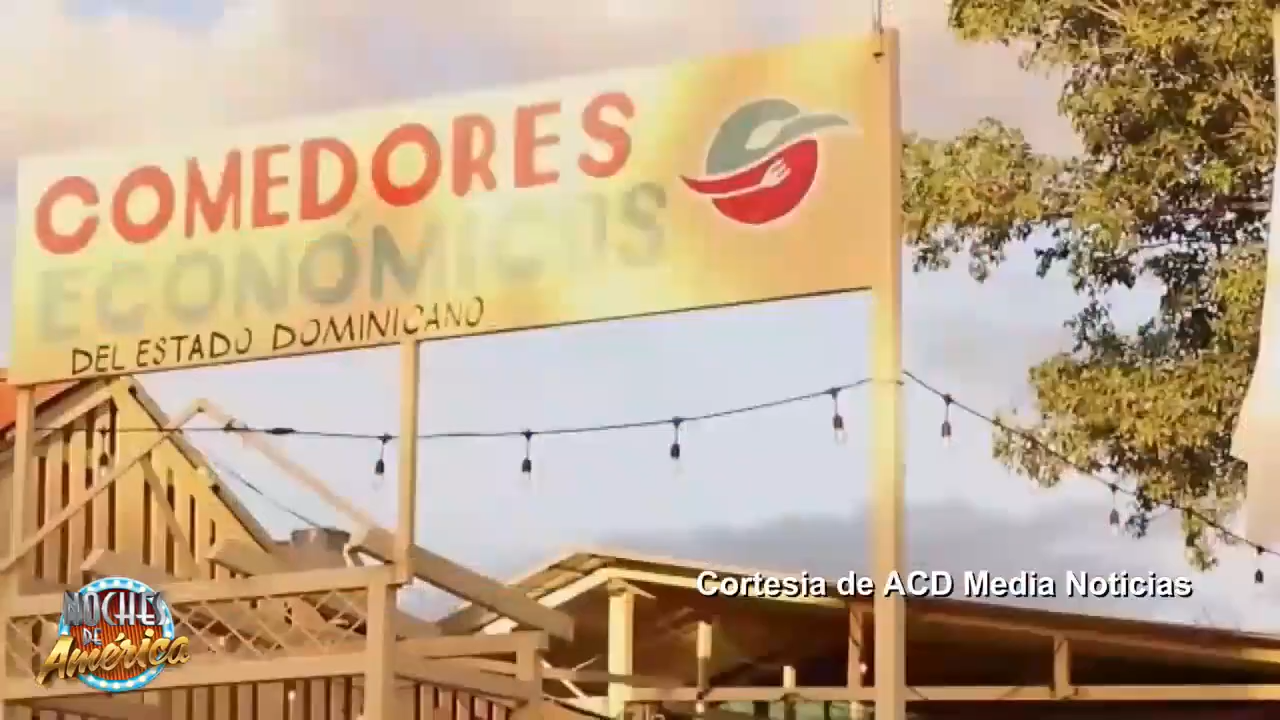 COMEDORES
ECONÓMICOS
DEL ESTADO DOMINICANO
Cortesia de ACD Media Noticias
NOCHES
DE
América